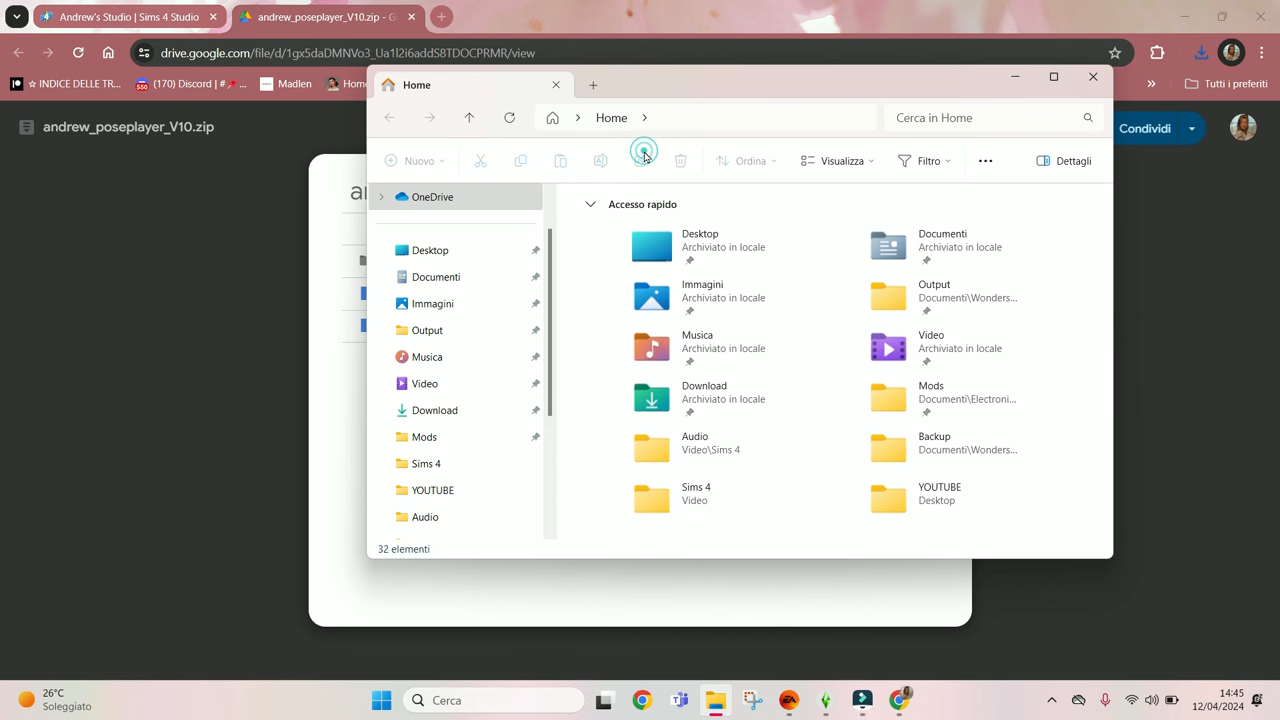 Andrew's Studio | Sims 4 Studio
andrew_poseplayer_V10.zip - G
drive.google.com/file/d/1gx5daDMNVo3_Ua1l2i6addS8TDOCPRMR/view
☆ INDICE DELLE TR...
(170) Discord | #📌...
Madlen
Hom
»
Tutti i preferiti
andrew_poseplayer_V10.zip
Condividi
Home
Home
Cerca in Home
Nuovo
Ordina
Visualizza
Filtro
Dettagli
OneDrive
Desktop
Documenti
Immagini
Output
Musica
Video
Download
Mods
Sims 4
YOUTUBE
Audio
Accesso rapido
Desktop
Archiviato in locale
Documenti
Archiviato in locale
Immagini
Archiviato in locale
Output
Documenti\Wonders...
Musica
Archiviato in locale
Video
Archiviato in locale
Download
Archiviato in locale
Mods
Documenti\Electroni...
Audio
Video\Sims 4
Backup
Documenti\Wonders...
Sims 4
Video
YOUTUBE
Desktop
32 elementi
26°C
Soleggiato
Cerca
14:45
12/04/2024